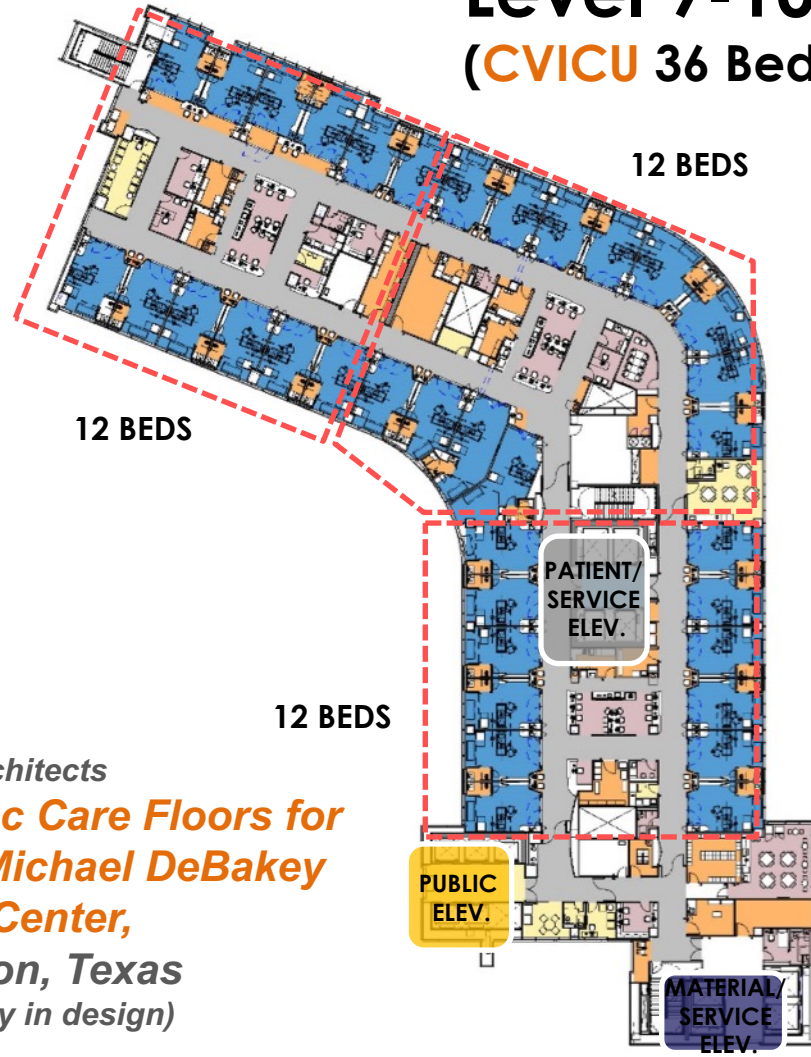 (CVICU 36 Bed
12 BEDS
12 BEDS
PATIENT/
SERVICE
ELEV.
12 BEDS
chitects
c Care Floors for
Michael DeBakey
Center,
on, Texas
y in design)
PUBLIC
ELEV.
MATERIAL/
SERVICE
ELEV.